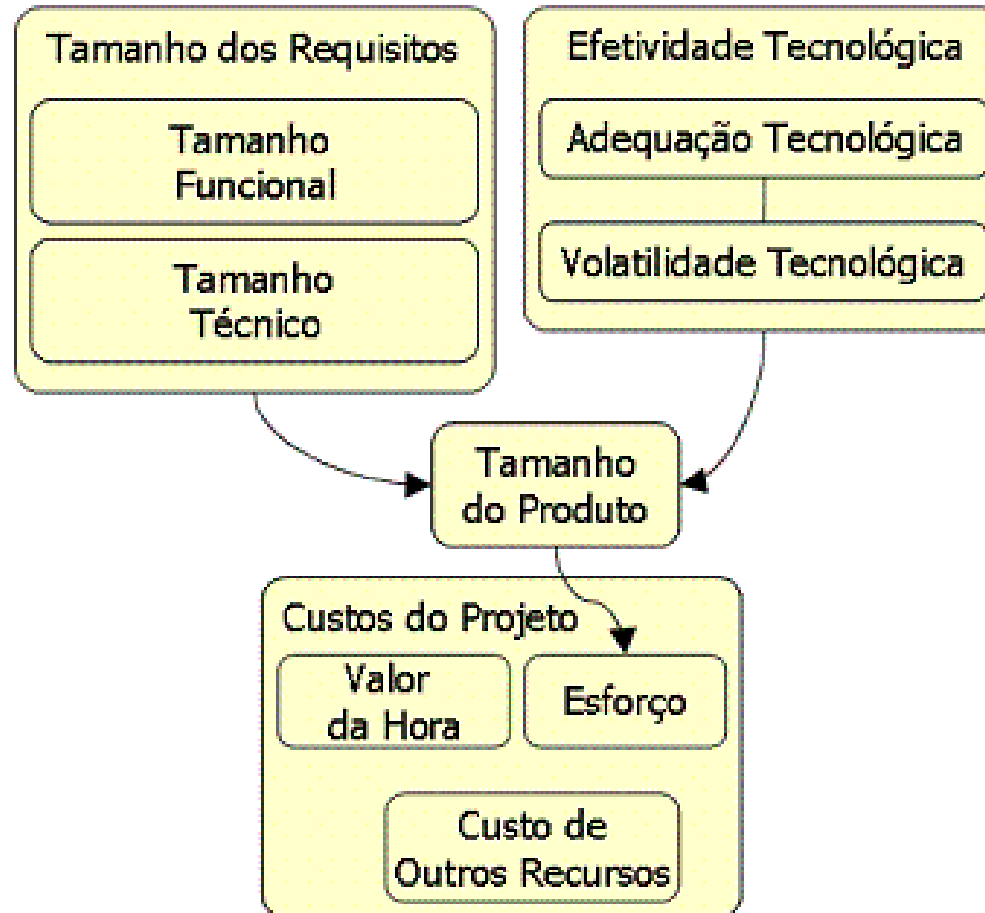 Tamanho dos Requisitos
Tamanho
Funcional
Tamanho
Técnico
Efetividade Tecnológica
Adequação Tecnológica
Volatilidade Tecnológica
Tamanho
do Produto
Custos do Projeto
Valor
da Hora
Esforço
Custo de
Outros Recursos